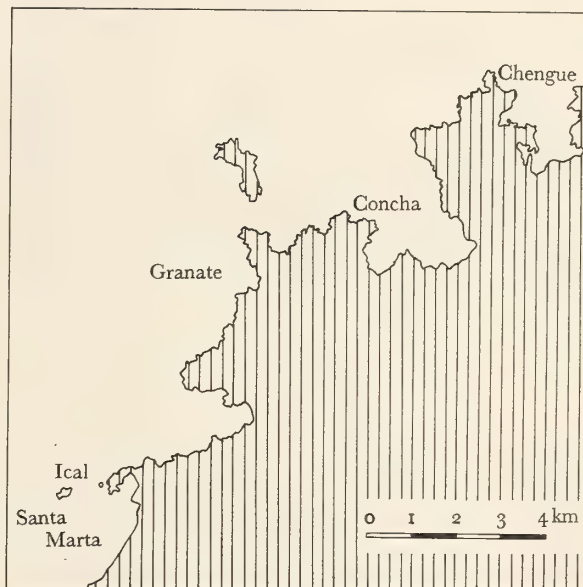 Chengue
Concha
Granate
Ical
Santa
Marta
0 1 2 3 4 km